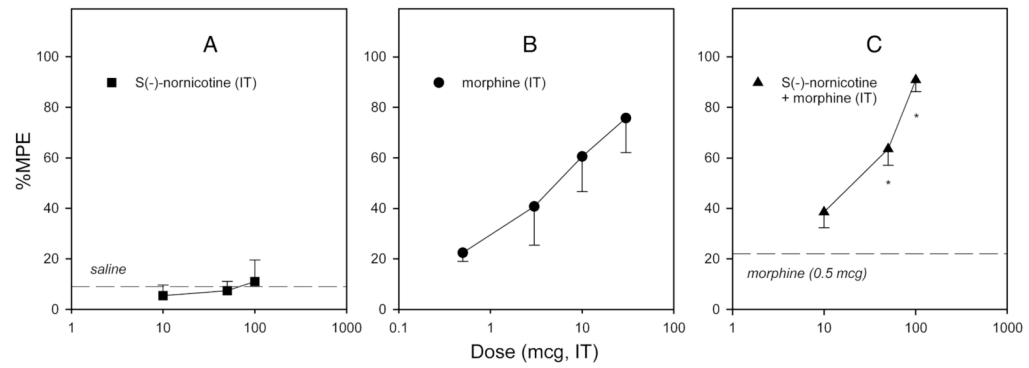 A
B
C
S(-)-nornicotine (IT)
morphine (IT)
S(-)-nornicotine
+ morphine (IT)
%MPE
100
80
60
40
20
0
100
80
60
40
20
0
100
80
60
40
20
0
*
*
saline
morphine (0.5 mcg)
1
10
100
1000
0.1
1
10
100
1
10
100
1000
Dose (mcg, IT)